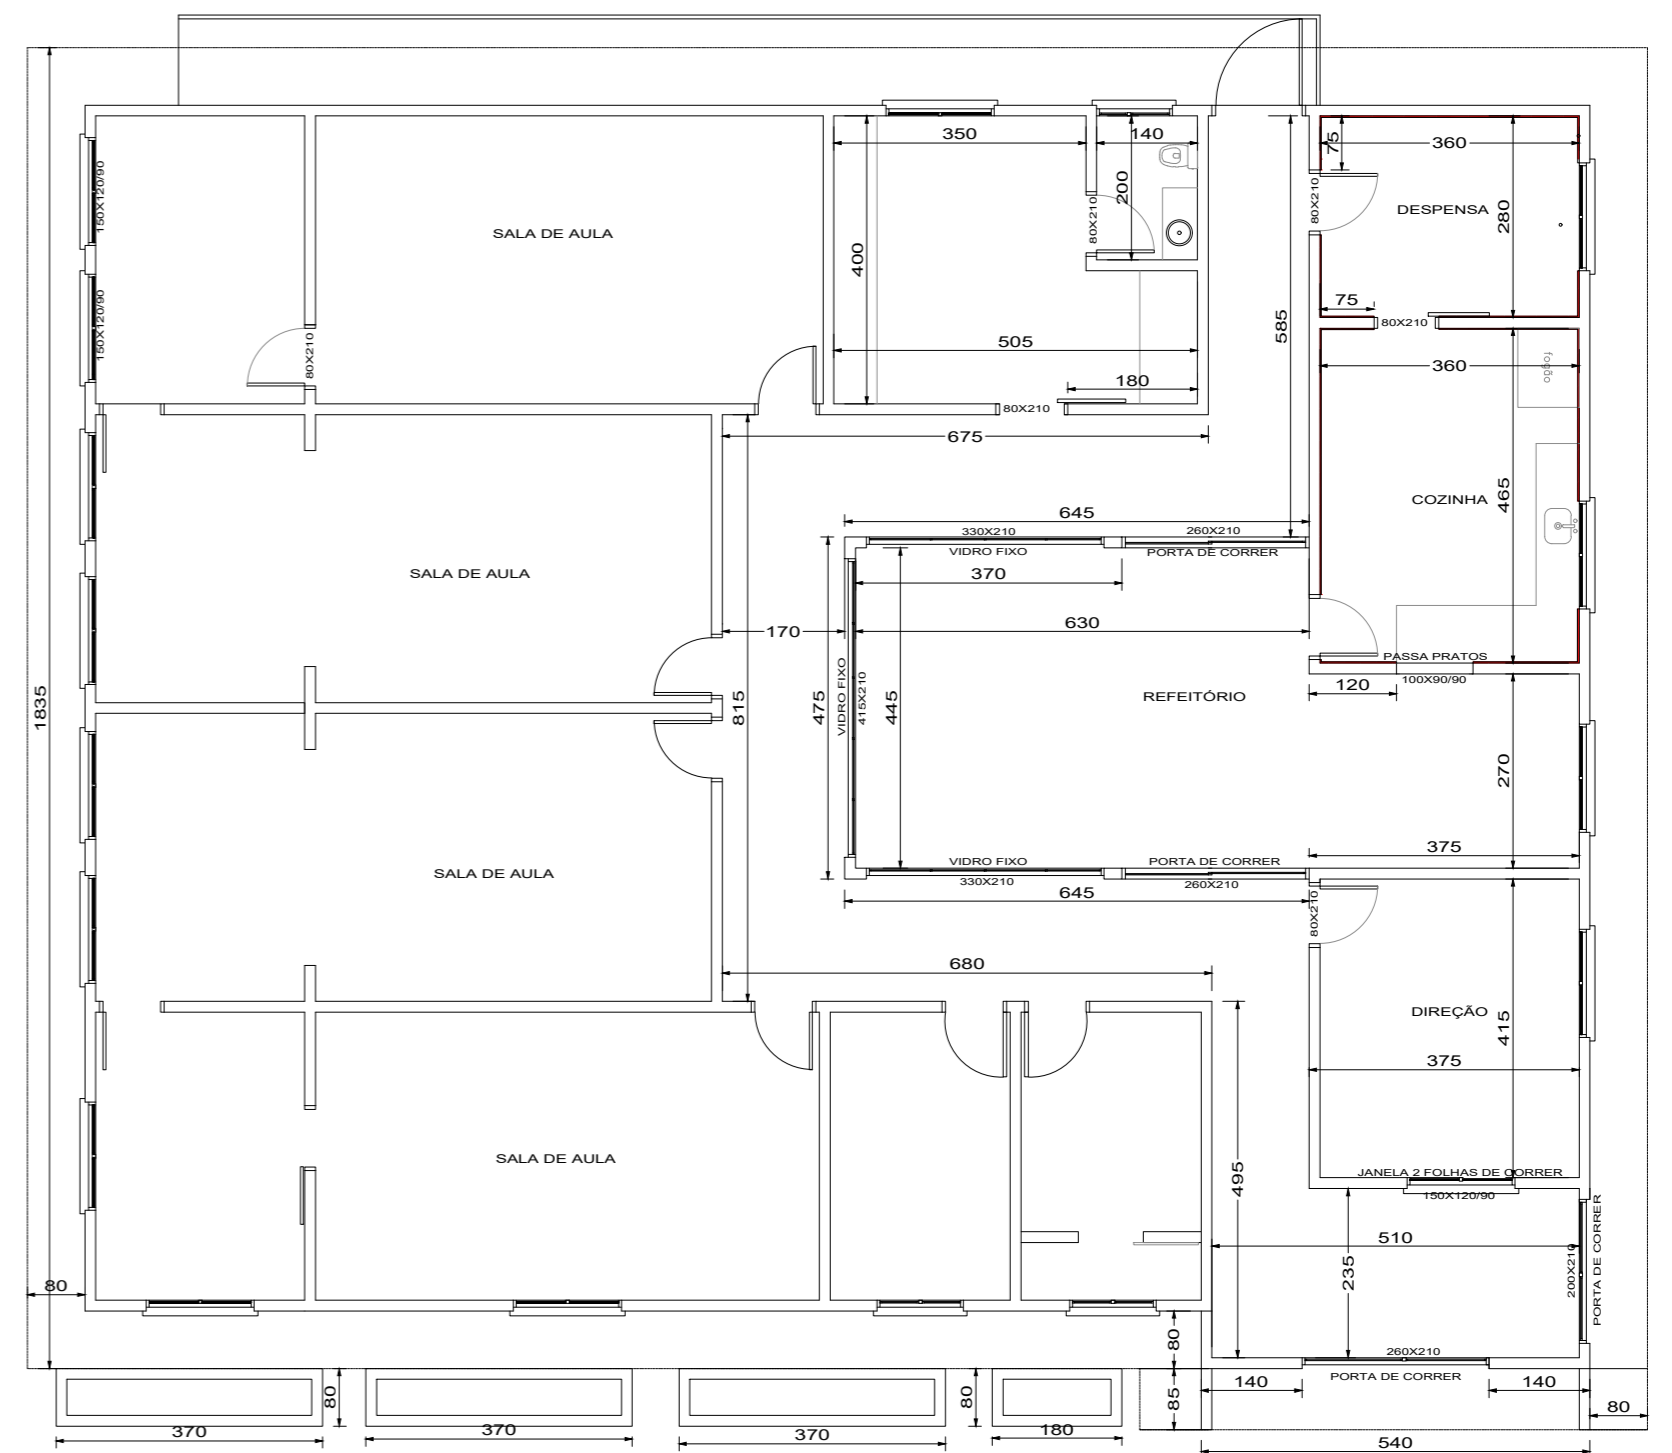 350
140
75
360
150X120/90
200
80X210
80X210
DESPENSA
280
SALA DE AULA
400
150X120/90
80X210
585
75
80X210
505
180
80X210
360
fogão
675
COZINHA
465
645
330X210
260X210
VIDRO FIXO
PORTA DE CORRER
SALA DE AULA
370
170
630
PASSA PRATOS
100X90/90
120
1835
815
475
VIDRO FIXO
415X210
445
REFEITÓRIO
270
375
VIDRO FIXO
PORTA DE CORRER
330X210
260X210
SALA DE AULA
645
80X210
680
DIREÇÃO
415
375
SALA DE AULA
495
JANELA 2 FOLHAS DE CORRER
150X120/90
510
235
200X210
PORTA DE CORRER
80
80
260X210
PORTA DE CORRER
140
140
80
80
80
85
370
370
370
180
540